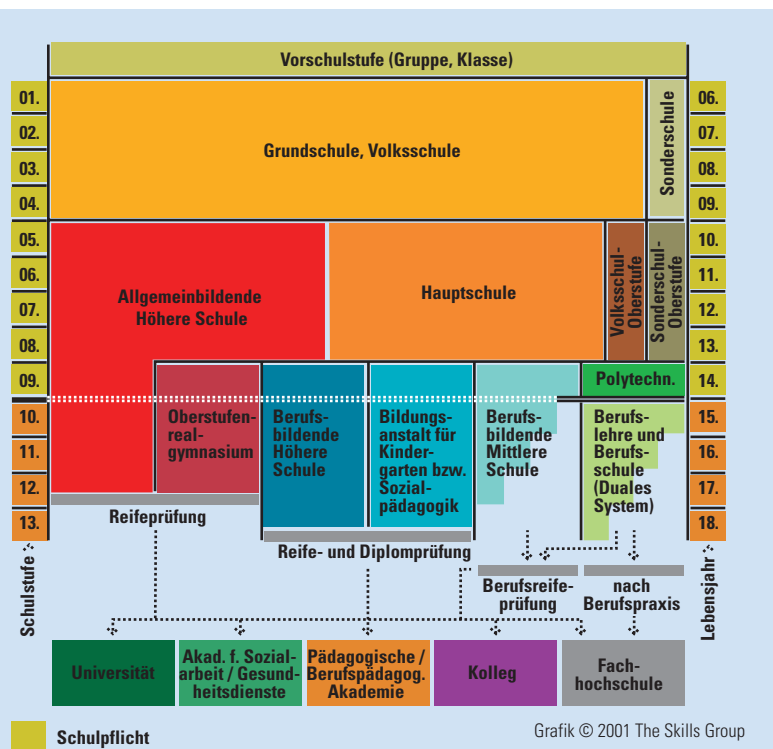 Vorschulstufe (Gruppe, Klasse)
01.
02.
03.
04.
05.
06.
07.
08.
09.
10.
11.
12.
13.
Schulstufe
Grundschule, Volksschule
Sonderschule
06.
07.
08.
09.
10.
11.
12.
13.
14.
15.
16.
17.
18.
Lebensjahr
Allgemeinbildende
Höhere Schule
Hauptschule
Volksschul-
Oberstufe
Sonderschul-
Oberstufe
Polytechn.
Oberstufen-
real-
gymnasium
Berufs-
bildende
Höhere
Schule
Bildungs-
anstalt für
Kinder-
garten bzw.
Sozial-
pädagogik
Berufs-
bildende
Mittlere
Schule
Berufs-
lehre und
Berufs-
schule
(Duales
System)
Reifeprüfung
Reife- und Diplomprüfung
Berufsreife-
prüfung
nach
Berufspraxis
Universität
Akad. f. Sozial-
arbeit / Gesund-
heitsdienste
Pädagogische /
Berufspädagog.
Akademie
Kolleg
Fach-
hochschule
Schulpflicht
Grafik © 2001 The Skills Group